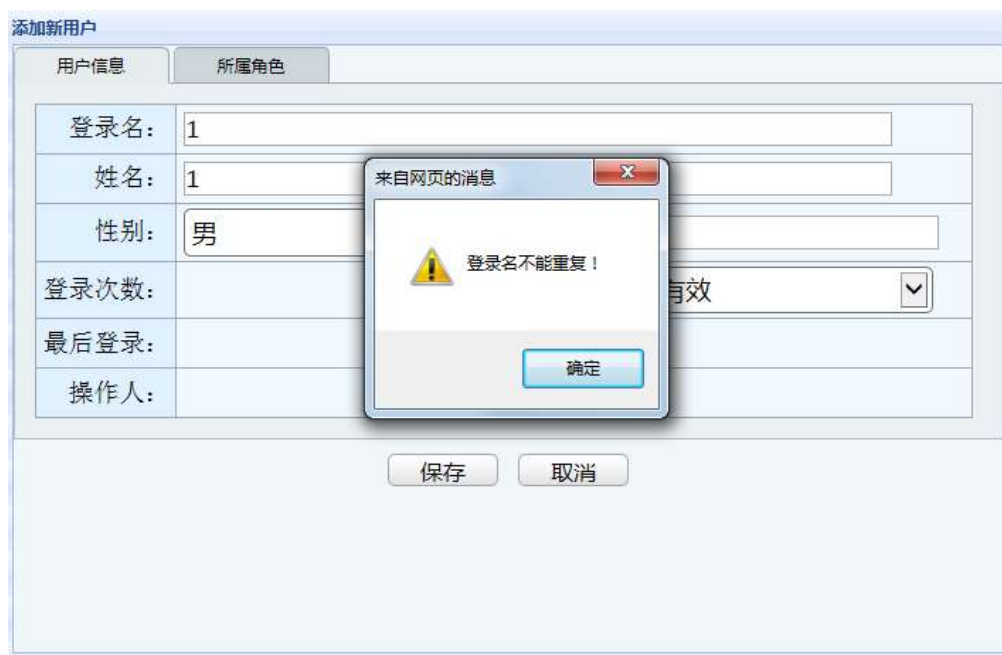 添加新用户
用户信息 所属角色
登录名: 1
姓名: 1
来自网页的消息
性别: 男
登录名不能重复!
登录次数:
最后登录:
确定
操作人:
保存 取消